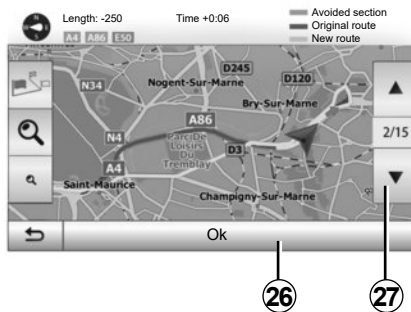 Length: -250 Time +0:06
Avoided section
Original route
New route
A4 A86 E50
D245
D120
N34
Nogent-Sur-Marne
Bry-Sur-Marne
A86
2/15
N4
Parc De
Loisirs
Du
Tremblay
D3
A4
Saint-Maurice
Champigny-Sur-Marne
Ok
26 27